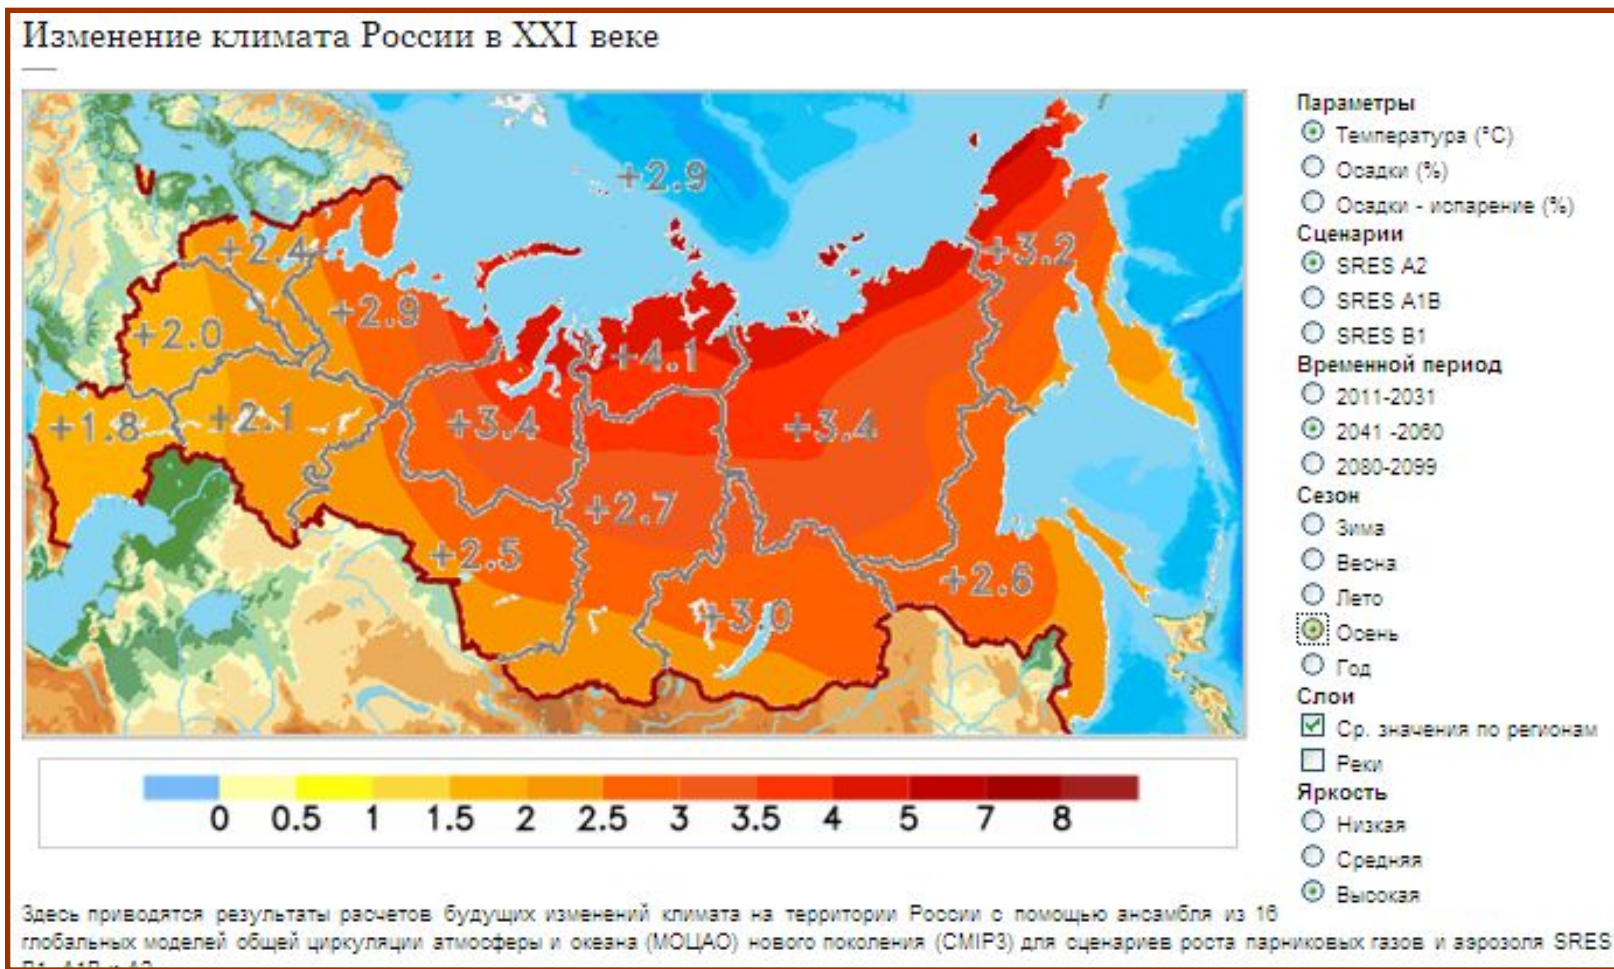 Изменение климата России в XXI веке
+2.9
+2.4
+3.2
+2.9
+2.0
+4.1
+1.8
+2.1
+3.4
+3.4
+2.7
+2.5
+2.6
+3.0
0 0.5 1 1.5 2 2.5 3 3.5 4 5 7 8
Параметры
Температура (°C)
Осадки (%)
Осадки - испарение (%)
Сценарии
SRES A2
SRES A1B
SRES B1
Временной период
2011-2031
2041 -2060
2080-2099
Сезон
Зима
Весна
Лето
Осень
Год
Слои
Ср. значения по регионам
Реки
Яркость
Низкая
Средняя
Высокая
Здесь приводятся результаты расчетов будущих изменений климата на территории России с помощью ансамбля из 16
глобальных моделей общей циркуляции атмосферы и океана (МОЦАО) нового поколения (CMIP3) для сценариев роста парниковых газов и аэрозоля SRES